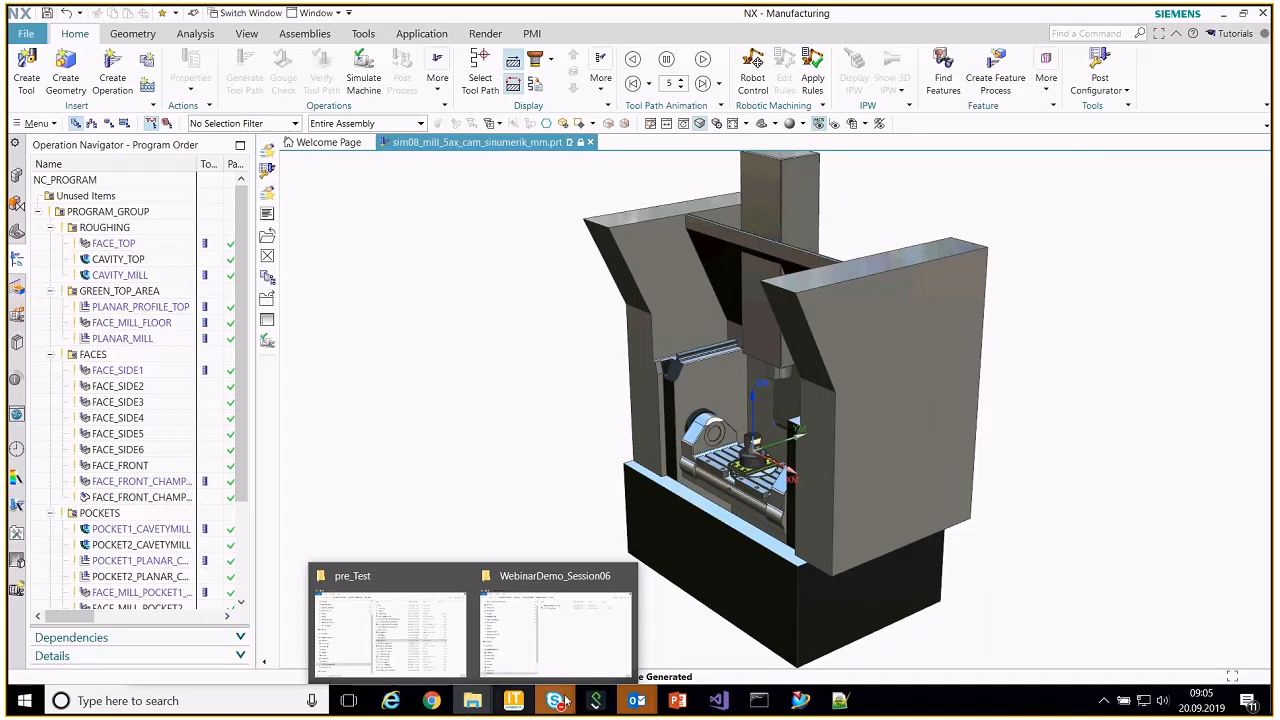 NX
Switch Window
Window
NX - Manufacturing
SIEMENS
File
Home
Geometry
Analysis
View
Assemblies
Tools
Application
Render
PMI
Find a Command
Tutorials
Create Tool
Create Geometry
Create Operation
Properties
Generate Tool Path
Gouge Check
Verify Tool Path
Simulate Machine
Post Process
More
Select Tool Path
More
5
Robot Control
Edit Rules
Apply Rules
Display IPW
Show 3D IPW
Find Features
Create Feature Process
More
Post Configurator
Insert
Actions
Operations
Display
Tool Path Animation
Robotic Machining
IPW
Feature
Tools
Menu
No Selection Filter
Entire Assembly
Operation Navigator - Program Order
Welcome Page
sim08_mill_5ax_cam_sinumerik_mm.prt
Name
To...
Pa...
NC_PROGRAM
Unused Items
PROGRAM_GROUP
ROUGHING
FACE_TOP
CAVITY_TOP
CAVITY_MILL
GREEN_TOP_AREA
PLANAR_PROFILE_TOP
FACE_MILL_FLOOR
PLANAR_MILL
FACES
FACE_SIDE1
FACE_SIDE2
FACE_SIDE3
FACE_SIDE4
FACE_SIDE5
FACE_SIDE6
FACE_FRONT
FACE_FRONT_CHAMP...
FACE_FRONT_CHAMP...
POCKETS
POCKET1_CAVETYMILL
POCKET2_CAVETYMILL
POCKET1_PLANAR_C...
POCKET2_PLANAR_C...
FACE_MILL_POCKET1_...
Dependencies
Details
YM
XM
pre_Test
WebinarDemo_Session06
e Generated
Type here to search
IT
09:05
20.09.2019